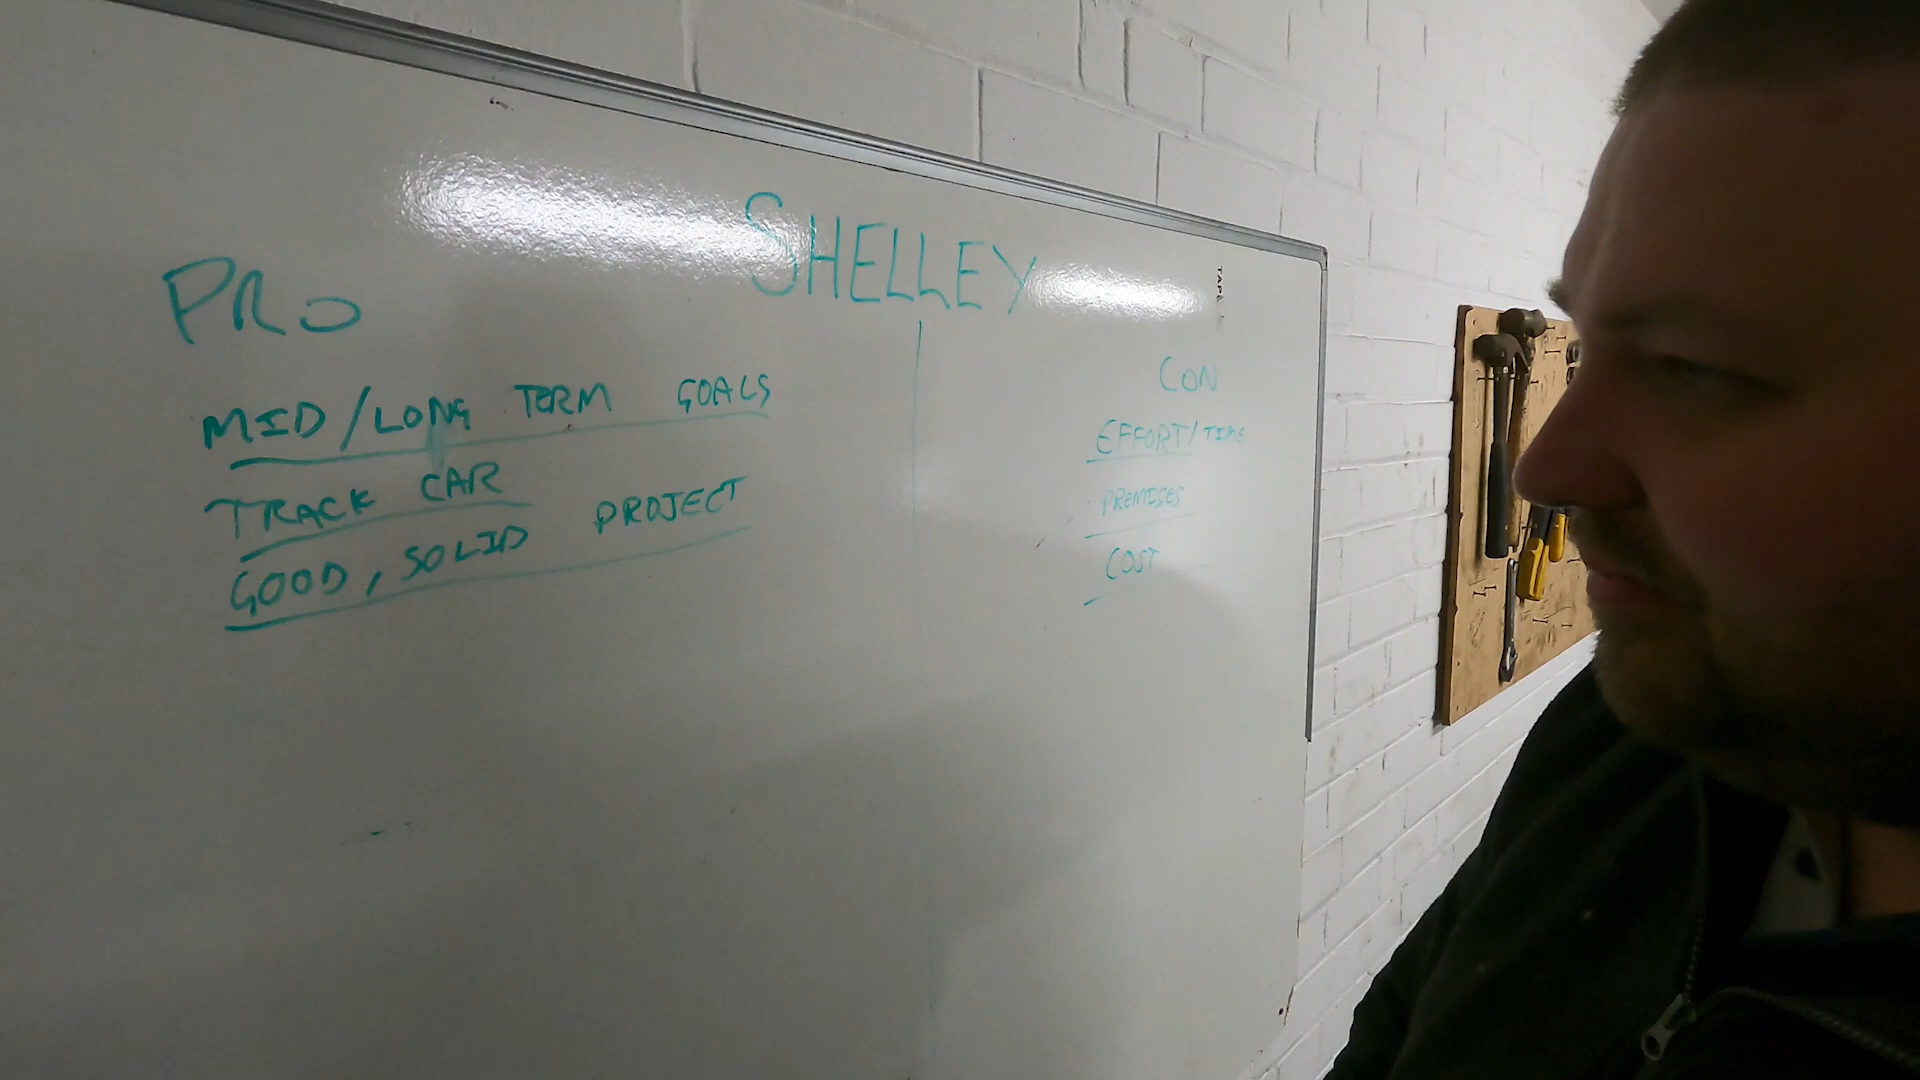 SHELLEY
PRO
MID/LONG TERM GOALS
TRACK CAR
GOOD, SOLID PROJECT
CON
EFFORT/TIME
PREMISES
COST